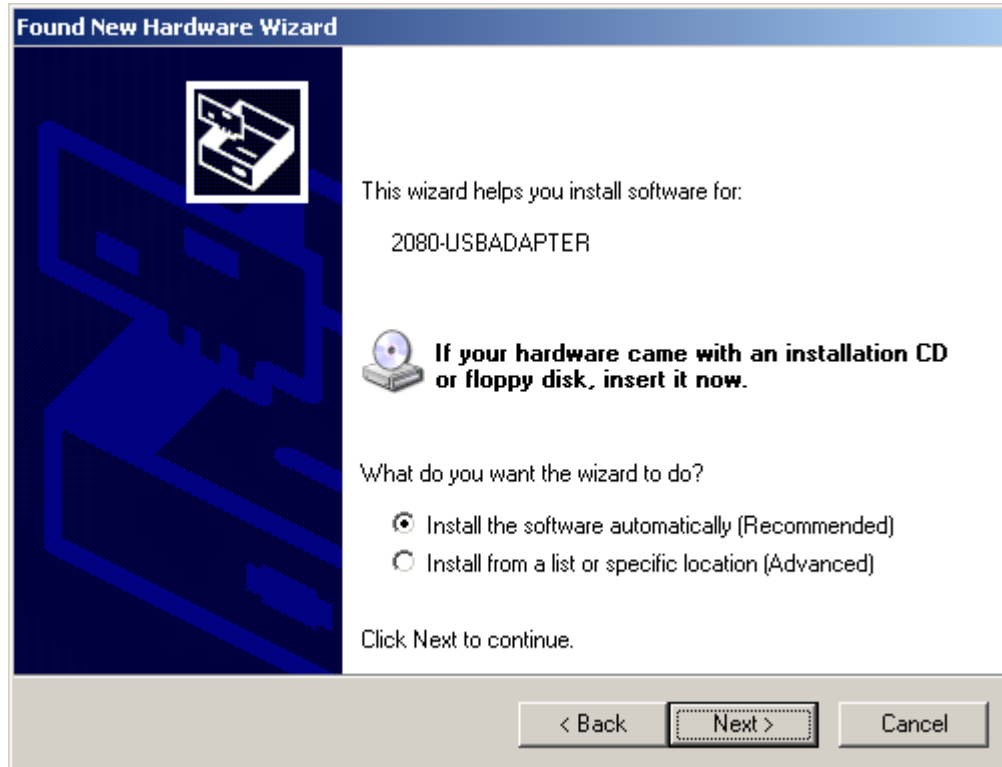 Found New Hardware Wizard
This wizard helps you install software for:
2080-USBADAPTER
If your hardware came with an installation CD
or floppy disk, insert it now.
What do you want the wizard to do?
Install the software automatically (Recommended)
Install from a list or specific location (Advanced)
Click Next to continue.
< Back
Next >
Cancel